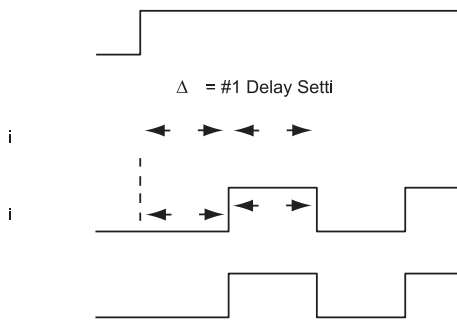 Δ = #1 Delay Setti
i
i